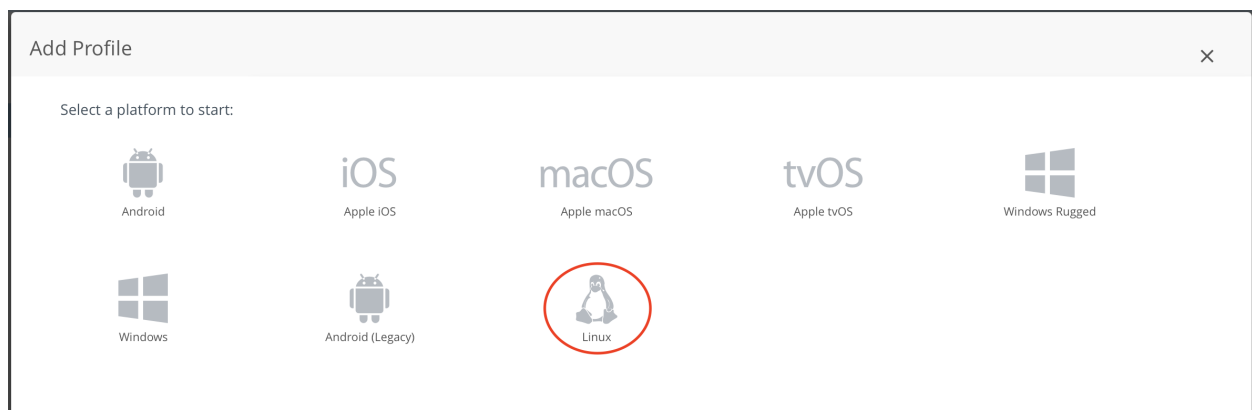 Add Profile
Select a platform to start:
iOS macOS tvOS
Android Apple iOS Apple macOS Apple tvOS Windows Rugged
Windows Android (Legacy) Linux